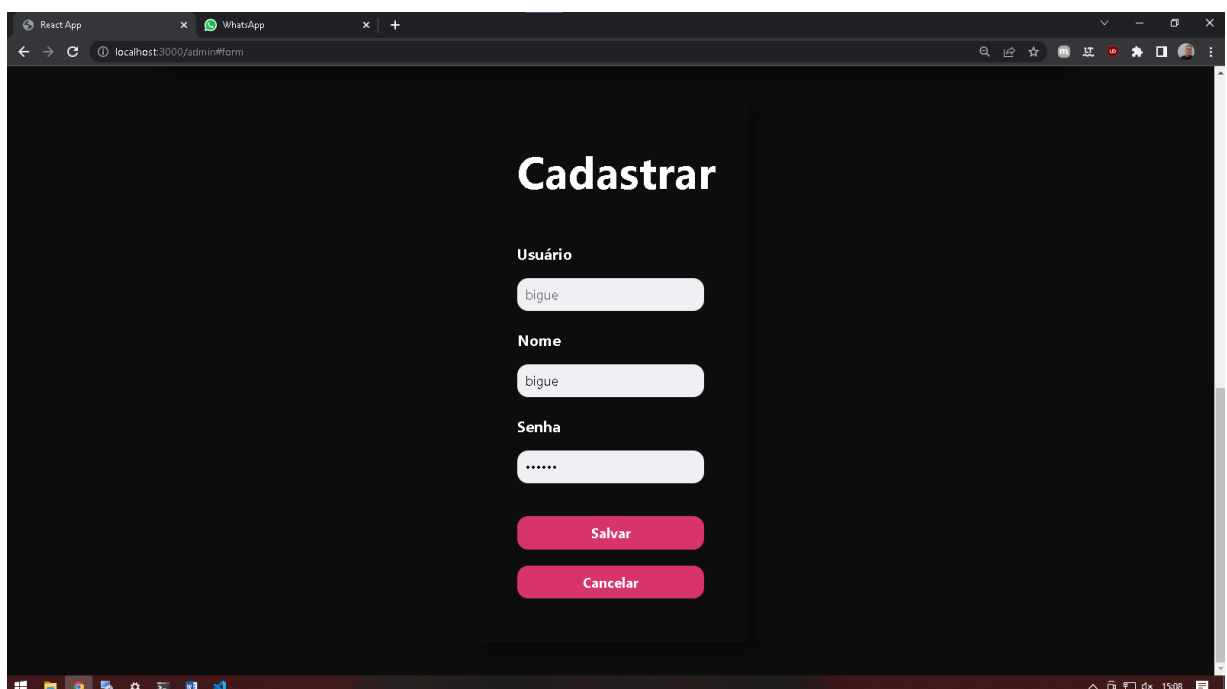 React App
WhatsApp
localhost:3000/admin#form
Cadastrar
Usuário
bigue
Nome
bigue
Senha
••••••
Salvar
Cancelar
15:08